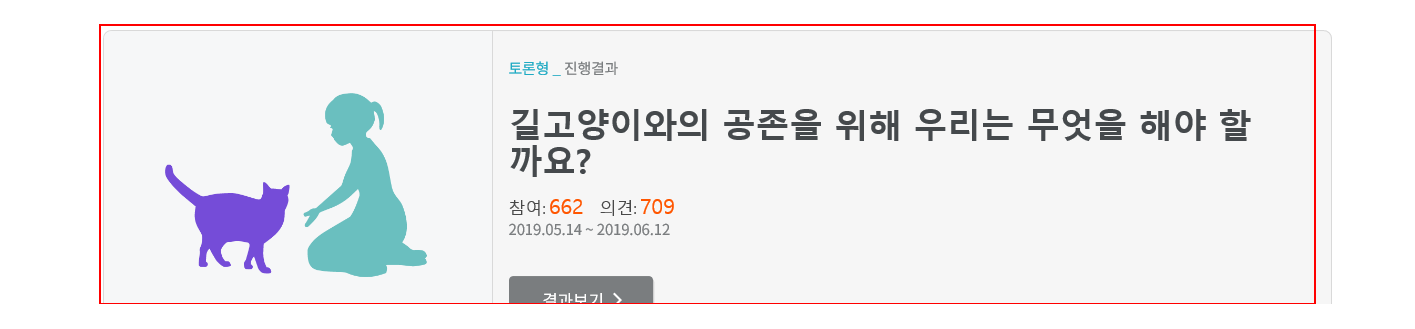 토론형 _ 진행결과
길고양이와의 공존을 위해 우리는 무엇을 해야 할
까요?
참여: 662 의견: 709
2019.05.14 ~ 2019.06.12
결과보기 >